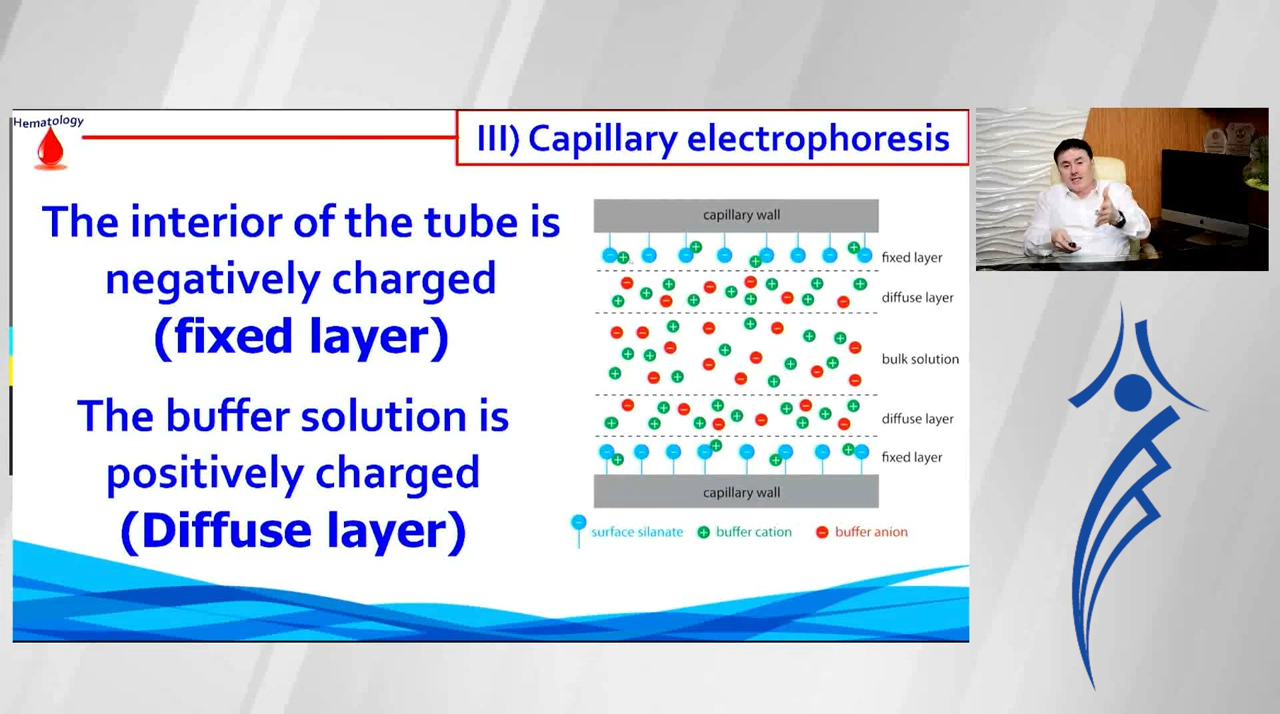 Hematology
III) Capillary electrophoresis
The interior of the tube is
negatively charged
(fixed layer)
The buffer solution is
positively charged
(Diffuse layer)
capillary wall
fixed layer
diffuse layer
bulk solution
diffuse layer
fixed layer
capillary wall
surface silanate
buffer cation
buffer anion